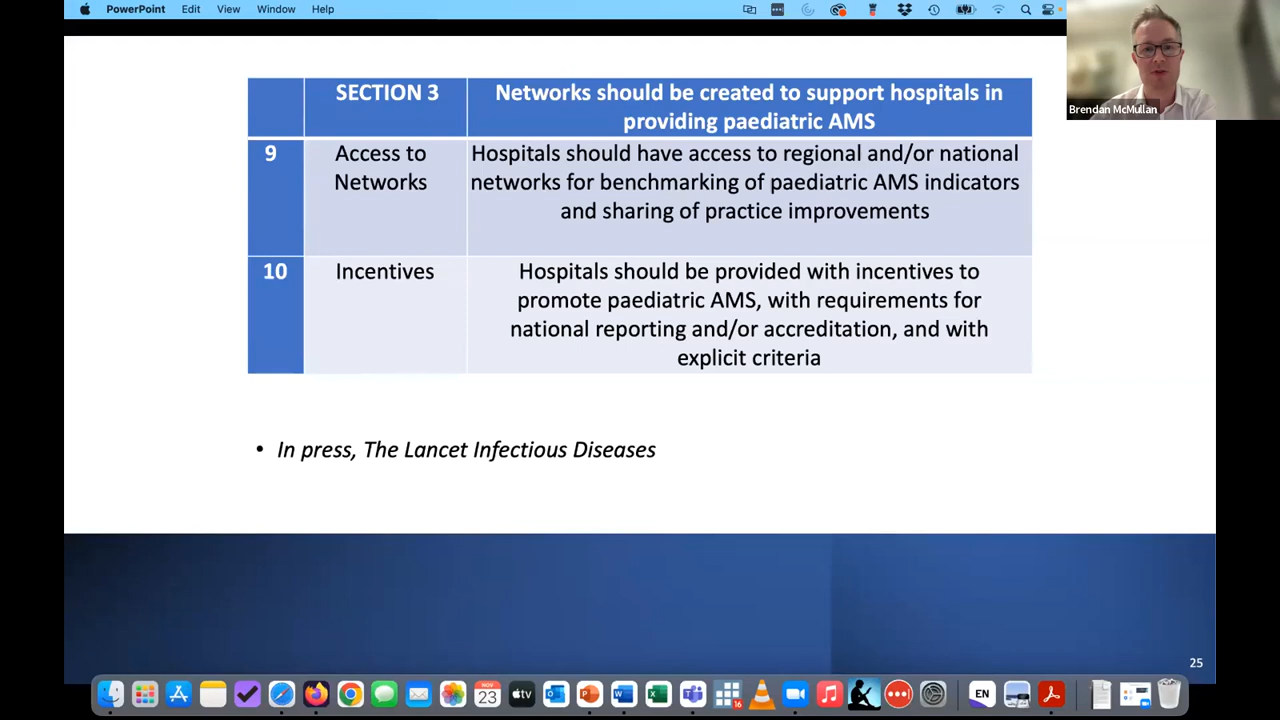 PowerPoint Edit View Window Help
Brendan McMullan
SECTION 3
Networks should be created to support hospitals in
providing paediatric AMS
9
Access to
Networks
Hospitals should have access to regional and/or national
networks for benchmarking of paediatric AMS indicators
and sharing of practice improvements
10
Incentives
Hospitals should be provided with incentives to
promote paediatric AMS, with requirements for
national reporting and/or accreditation, and with
explicit criteria
• In press, The Lancet Infectious Diseases
25
NOV
23
tv
16
EN